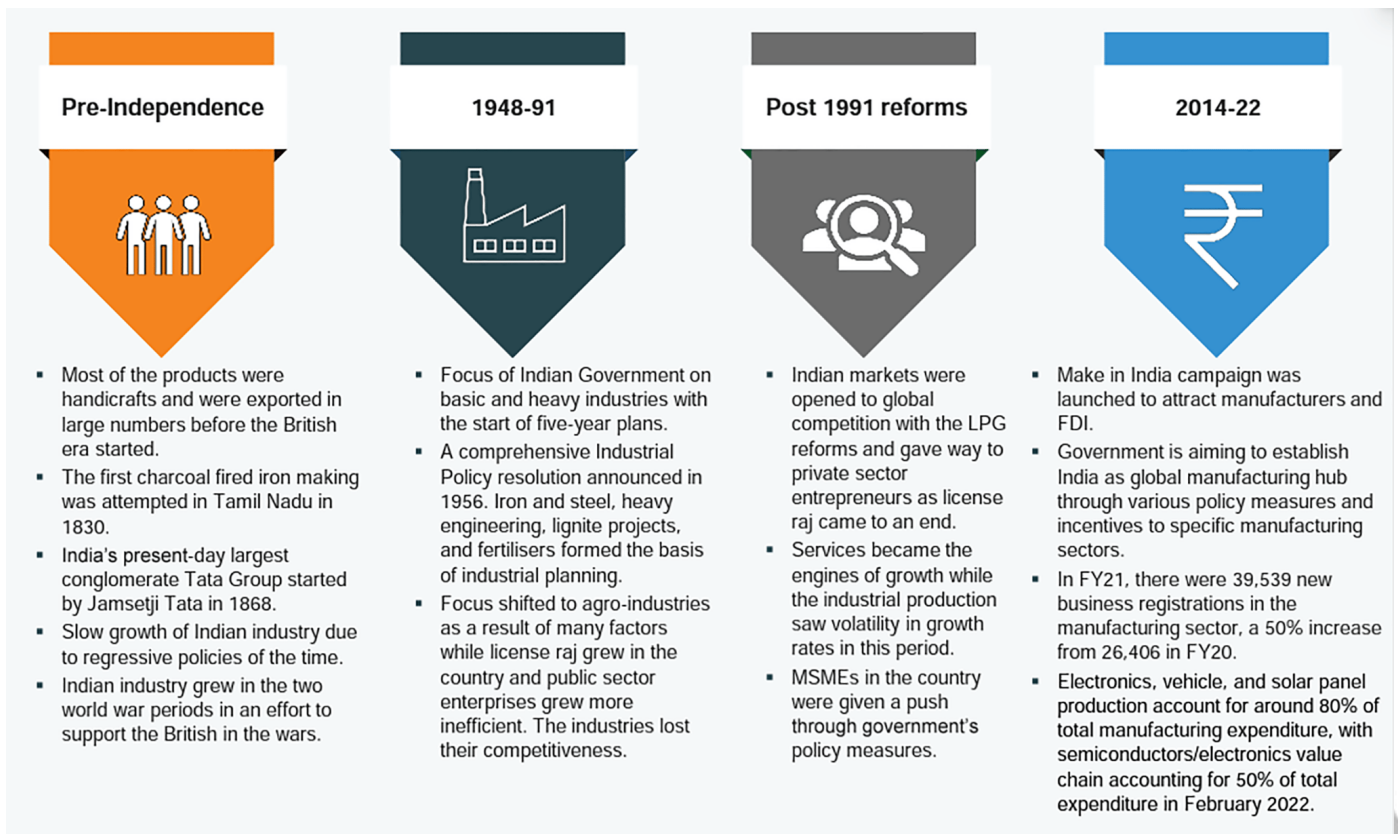 Pre-Independence
▪ Most of the products were
handicrafts and were exported in
large numbers before the British
era started.
▪ The first charcoal fired iron making
was attempted in Tamil Nadu in
1830.
▪ India's present-day largest
conglomerate Tata Group started
by Jamsetji Tata in 1868.
▪ Slow growth of Indian industry due
to regressive policies of the time.
▪ Indian industry grew in the two
world war periods in an effort to
support the British in the wars.
1948-91
▪ Focus of Indian Government on
basic and heavy industries with
the start of five-year plans.
▪ A comprehensive Industrial
Policy resolution announced in
1956. Iron and steel, heavy
engineering, lignite projects,
and fertilisers formed the basis
of industrial planning.
▪ Focus shifted to agro-industries
as a result of many factors
while license raj grew in the
country and public sector
enterprises grew more
inefficient. The industries lost
their competitiveness.
Post 1991 reforms
▪ Indian markets were
opened to global
competition with the LPG
reforms and gave way to
private sector
entrepreneurs as license
raj came to an end.
▪ Services became the
engines of growth while
the industrial production
saw volatility in growth
rates in this period.
▪ MSMEs in the country
were given a push
through government's
policy measures.
2014-22
₹
▪ Make in India campaign was
launched to attract manufacturers and
FDI.
▪ Government is aiming to establish
India as global manufacturing hub
through various policy measures and
incentives to specific manufacturing
sectors.
▪ In FY21, there were 39,539 new
business registrations in the
manufacturing sector, a 50% increase
from 26,406 in FY20.
▪ Electronics, vehicle, and solar panel
production account for around 80% of
total manufacturing expenditure, with
semiconductors/electronics value
chain accounting for 50% of total
expenditure in February 2022.